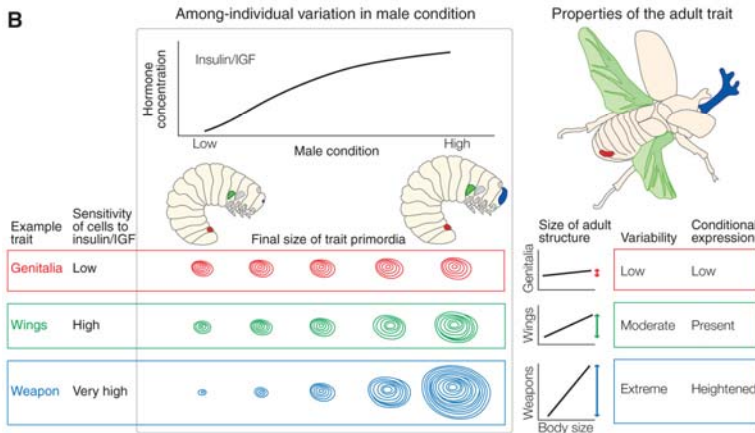 B
Among-individual variation in male condition
Properties of the adult trait
Hormone
concentration
Insulin/IGF
Low
High
Male condition
Example
trait
Sensitivity
of cells to
insulin/IGF
Final size of trait primordia
Size of adult
structure
Variability
Conditional
expression
Genitalia
Low
Genitalia
Low
Low
Wings
High
Wings
Moderate
Present
Weapon
Very high
Weapons
Extreme
Heightened
Body size